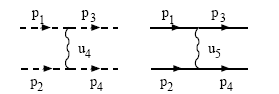 p₁ p₃ p₁ p₃
u₄ u₅
p₂ p₄ p₂ p₄